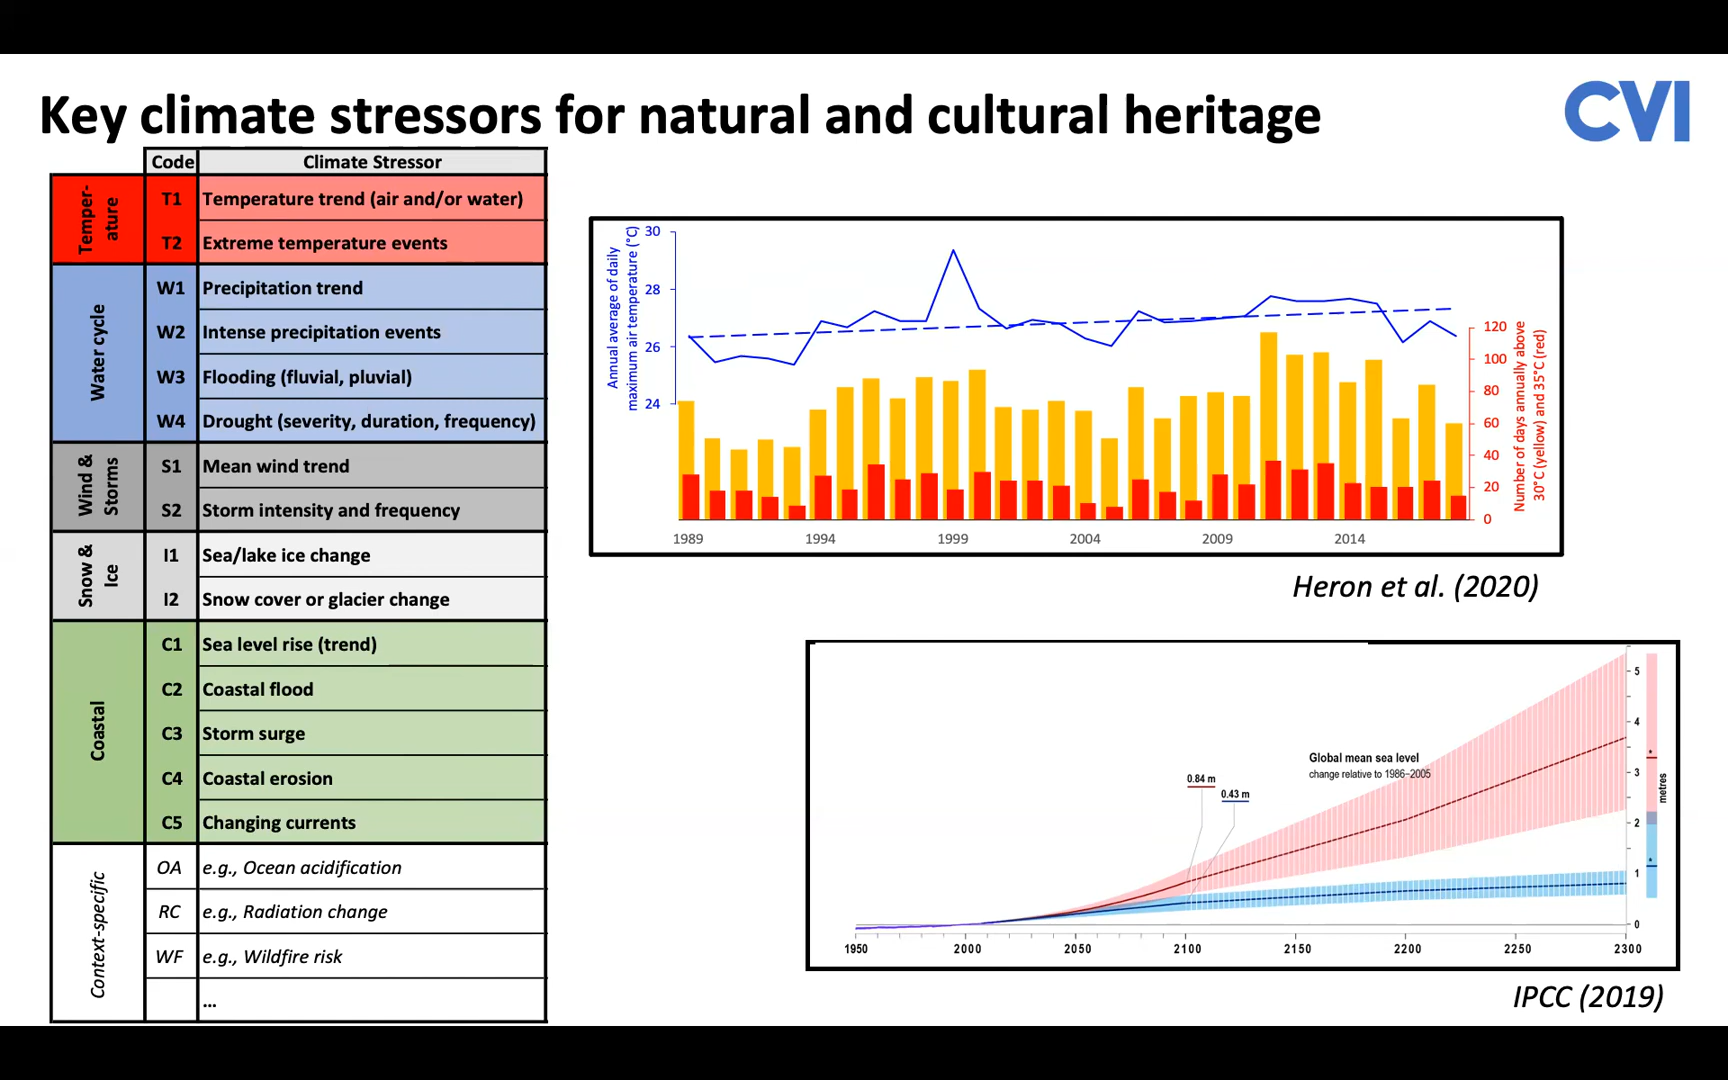 Key climate stressors for natural and cultural heritage
CVI
Code Climate Stressor
Temper-
ature
T1 Temperature trend (air and/or water)
T2 Extreme temperature events
Water cycle
W1 Precipitation trend
W2 Intense precipitation events
W3 Flooding (fluvial, pluvial)
W4 Drought (severity, duration, frequency)
Wind &
Storms
S1 Mean wind trend
S2 Storm intensity and frequency
Snow &
Ice
I1 Sea/lake ice change
I2 Snow cover or glacier change
Coastal
C1 Sea level rise (trend)
C2 Coastal flood
C3 Storm surge
C4 Coastal erosion
C5 Changing currents
Context-specific
OA e.g., Ocean acidification
RC e.g., Radiation change
WF e.g., Wildfire risk
...
Annual average of daily
maximum air temperature (°C)
30
28
26
24
120
100
80
60
40
20
0
Number of days annually above
30°C (yellow) and 35°C (red)
1989 1994 1999 2004 2009 2014
Heron et al. (2020)
Global mean sea level
change relative to 1986–2005
0.84 m
0.43 m
5
4
3
2
1
0
metres
1950 2000 2050 2100 2150 2200 2250 2300
IPCC (2019)